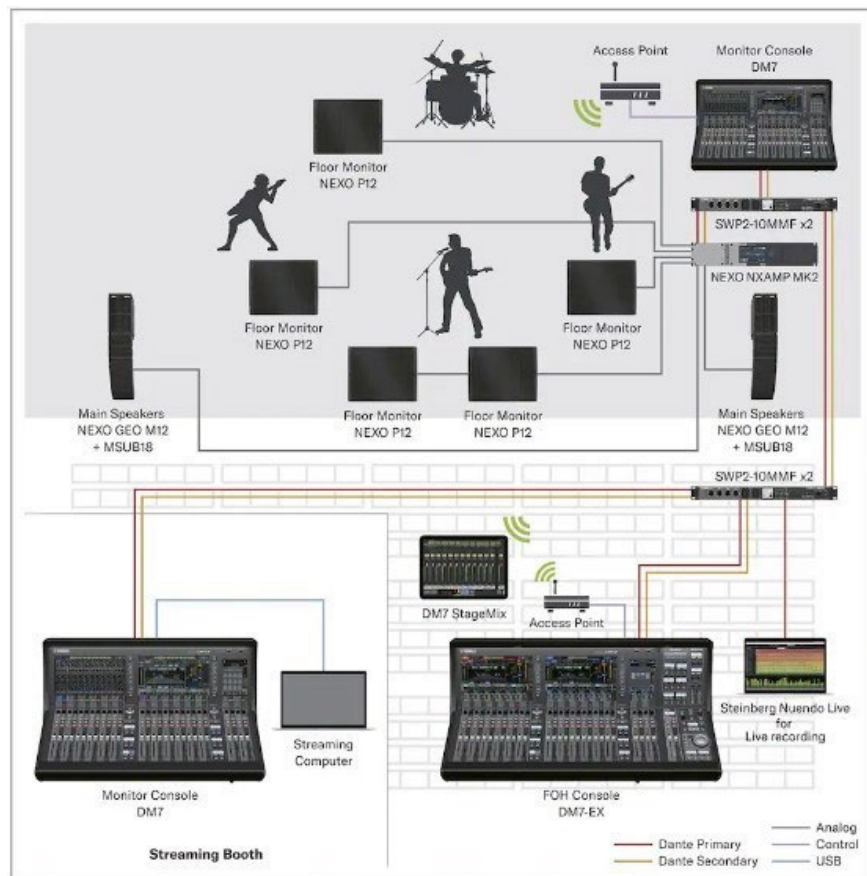 Access Point
Monitor Console
DM7
Floor Monitor
NEXO P12
SWP2-10MMF x2
NEXO NXAMP MK2
Floor Monitor
NEXO P12
Floor Monitor
NEXO P12
Main Speakers
NEXO GEO M12
+ MSUB18
Floor Monitor
NEXO P12
Floor Monitor
NEXO P12
Main Speakers
NEXO GEO M12
+ MSUB18
SWP2-10MMF x2
DM7 StageMix
Access Point
Streaming
Computer
Steinberg Nuendo Live
for
Live recording
Monitor Console
DM7
FOH Console
DM7-EX
Streaming Booth
Dante Primary
Dante Secondary
Analog
Control
USB